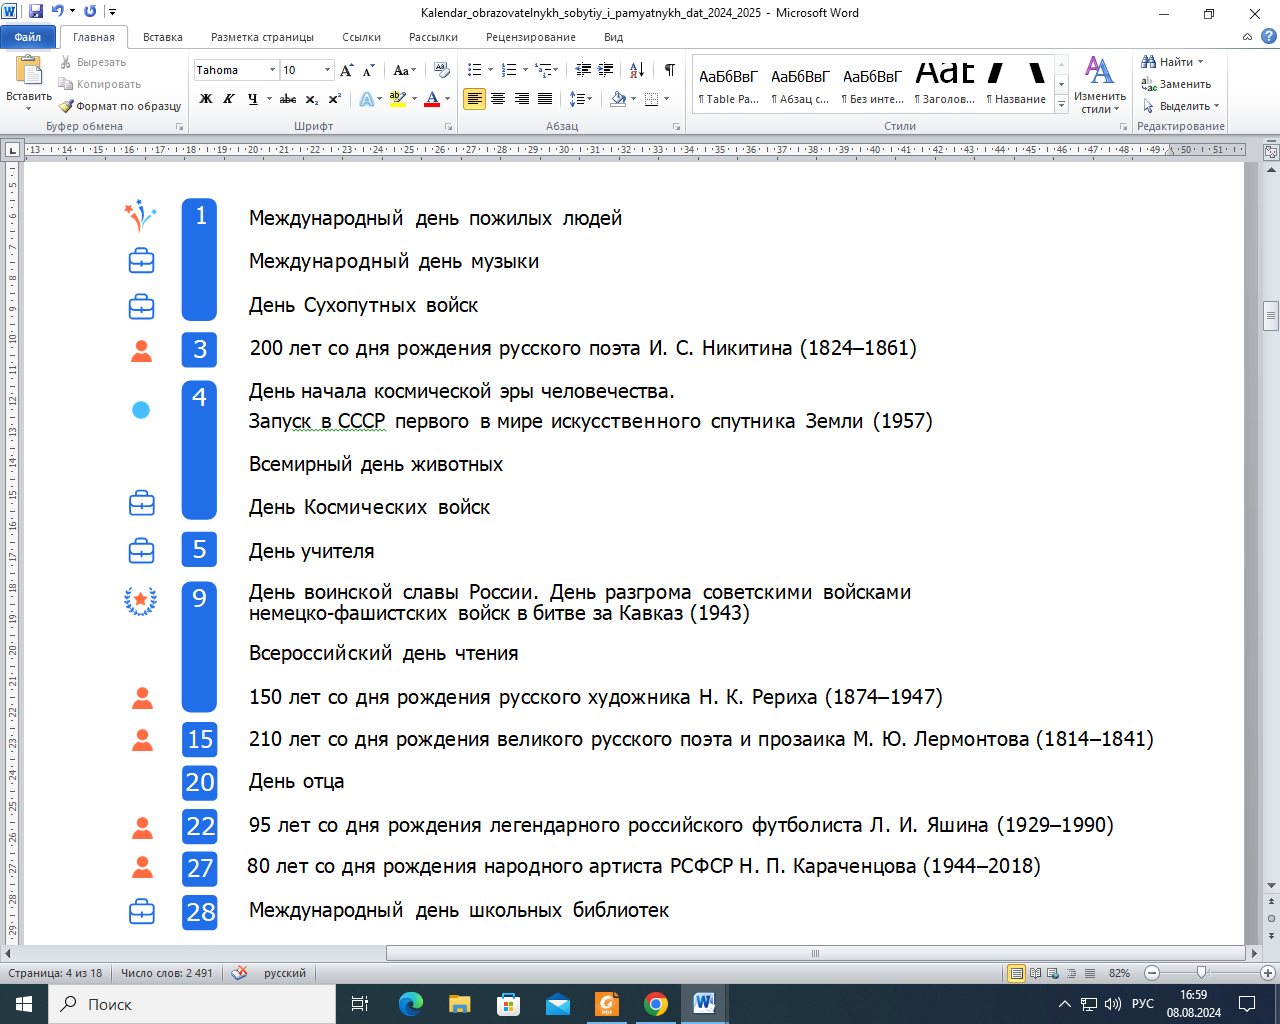 Kalendar_obrazovatelnykh_sobytiy_i_pamyatnykh_dat_2024_2025 - Microsoft Word
Файл Главная Вставка Разметка страницы Ссылки Рассылки Рецензирование Вид
Вставить
Вырезать
Копировать
Формат по образцу
Буфер обмена
Tahoma 10
Шрифт
Абзац
АаБбВвГ АаБбВвГ АаБбВвГ
¶ Table Pa... ¶ Абзац с... ¶ Без инте... ¶ Заголов... ¶ Название
Стили
Изменить стили
Найти
Заменить
Выделить
Редактирование
1 Международный день пожилых людей
Международный день музыки
День Сухопутных войск
3 200 лет со дня рождения русского поэта И. С. Никитина (1824–1861)
4 День начала космической эры человечества.
Запуск в СССР первого в мире искусственного спутника Земли (1957)
Всемирный день животных
День Космических войск
5 День учителя
9 День воинской славы России. День разгрома советскими войсками
немецко-фашистских войск в битве за Кавказ (1943)
Всероссийский день чтения
150 лет со дня рождения русского художника Н. К. Рериха (1874–1947)
15 210 лет со дня рождения великого русского поэта и прозаика М. Ю. Лермонтова (1814–1841)
20 День отца
22 95 лет со дня рождения легендарного российского футболиста Л. И. Яшина (1929–1990)
27 80 лет со дня рождения народного артиста РСФСР Н. П. Караченцова (1944–2018)
28 Международный день школьных библиотек
Страница: 4 из 18 Число слов: 2 491 русский 82%
Поиск
РУС
16:59
08.08.2024